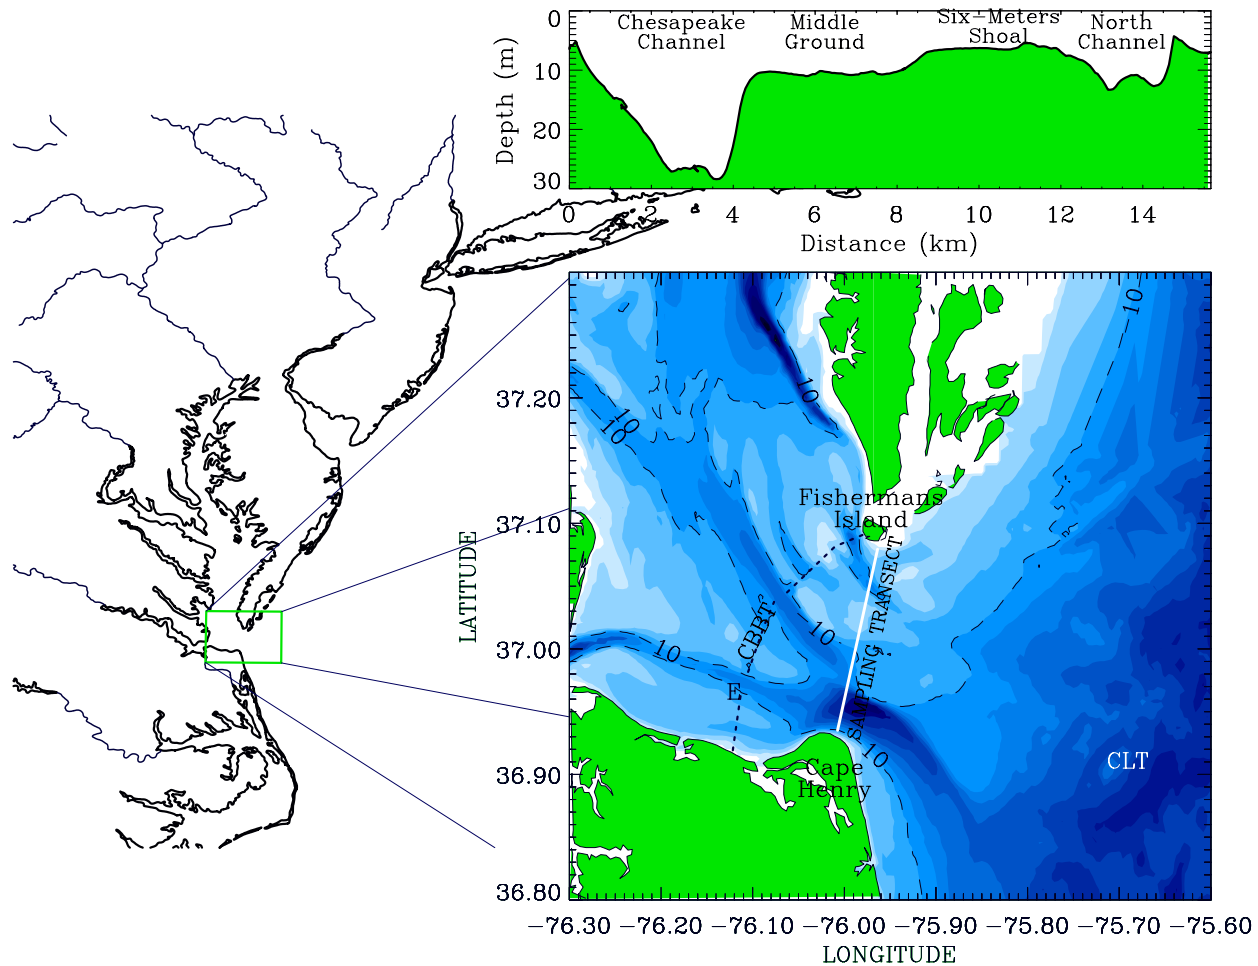 Chesapeake
Channel
Middle
Ground
Six-Meters
Shoal
North
Channel
Depth (m)
0
10
20
30
0 2 4 6 8 10 12 14
Distance (km)
LATITUDE
37.20
37.10
37.00
36.90
36.80
10
10
10
10
Fishermans
Island
SAMPLING TRANSECT
CBBT
10
10
E
10
Cape
Henry
CLT
−76.30 −76.20 −76.10 −76.00 −75.90 −75.80 −75.70 −75.60
LONGITUDE